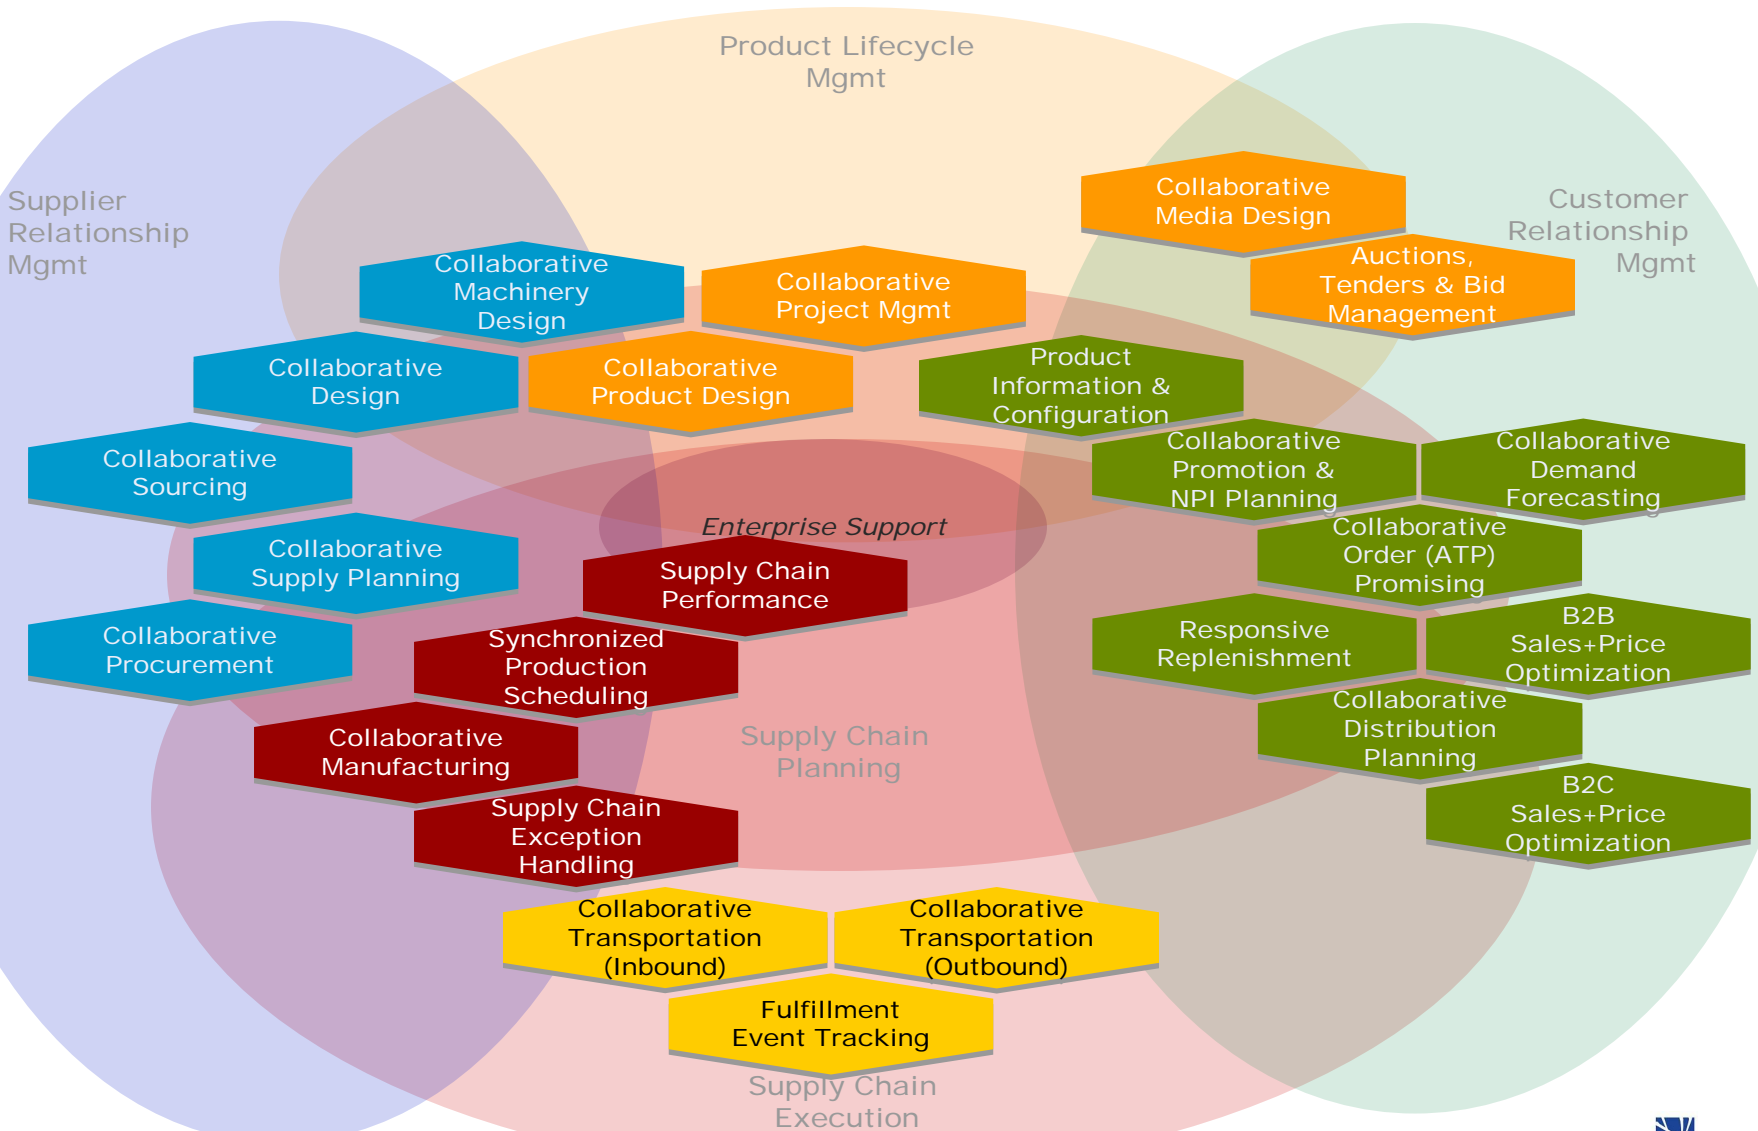 Product Lifecycle
Mgmt
Supplier
Relationship
Mgmt
Customer
Relationship
Mgmt
Collaborative
Media Design
Auctions,
Tenders & Bid
Management
Collaborative
Machinery
Design
Collaborative
Project Mgmt
Collaborative
Design
Collaborative
Product Design
Product
Information &
Configuration
Collaborative
Sourcing
Collaborative
Promotion &
NPI Planning
Collaborative
Demand
Forecasting
Enterprise Support
Collaborative
Supply Planning
Supply Chain
Performance
Collaborative
Order (ATP)
Promising
Collaborative
Procurement
Synchronized
Production
Scheduling
Responsive
Replenishment
B2B
Sales+Price
Optimization
Collaborative
Manufacturing
Supply Chain
Planning
Collaborative
Distribution
Planning
Supply Chain
Exception
Handling
B2C
Sales+Price
Optimization
Collaborative
Transportation
(Inbound)
Collaborative
Transportation
(Outbound)
Fulfillment
Event Tracking
Supply Chain
Execution